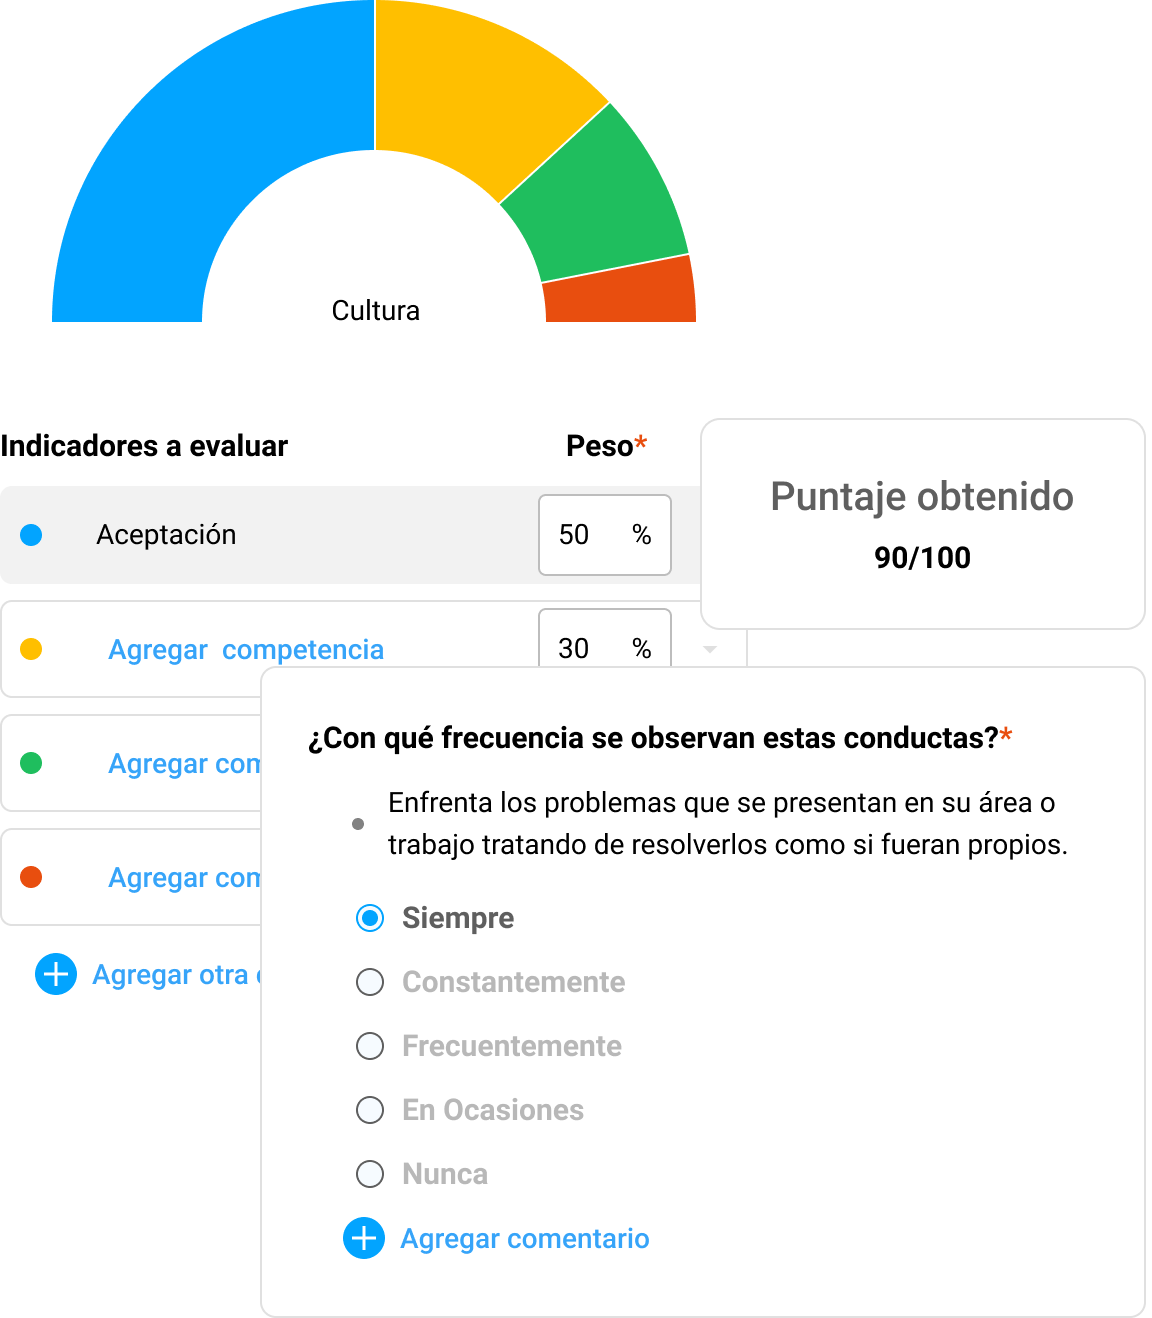 Cultura
Indicadores a evaluar
Peso*
Aceptación
50 %
Agregar competencia
30 %
Agregar
Agregar
Agregar otra
Puntaje obtenido
90/100
¿Con qué frecuencia se observan estas conductas?*
Enfrenta los problemas que se presentan en su área o
trabajo tratando de resolverlos como si fueran propios.
Siempre
Constantemente
Frecuentemente
En Ocasiones
Nunca
Agregar comentario